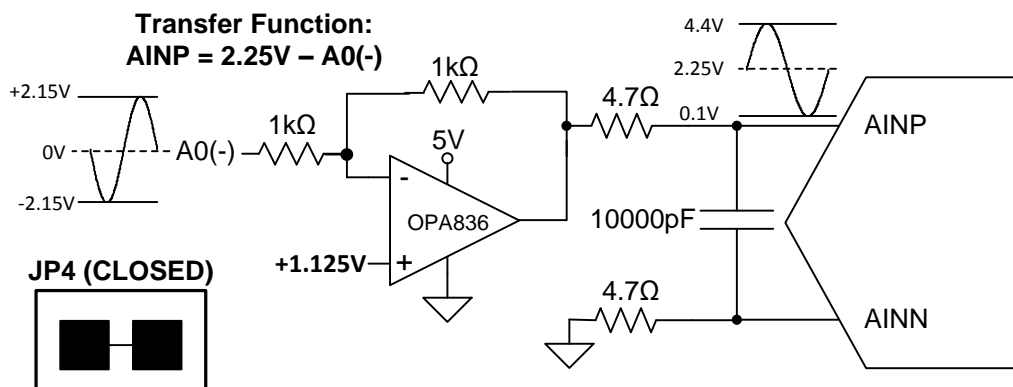 Transfer Function:
AINP = 2.25V – A0(-)
+2.15V
0V
-2.15V
A0(-)
1kΩ
1kΩ
5V
-
OPA836
+
+1.125V
4.7Ω
4.4V
2.25V
0.1V
AINP
10000pF
4.7Ω
AINN
JP4 (CLOSED)